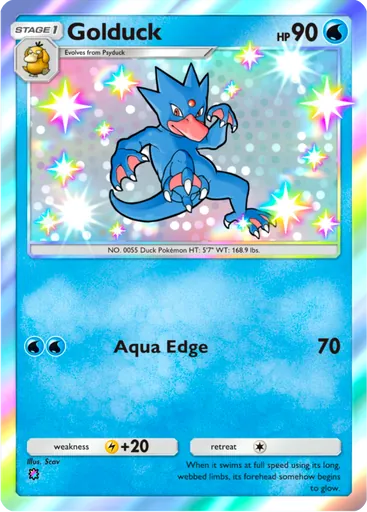 STAGE 1
Golduck
HP 90
Evolves from Psyduck
NO. 0055 Duck Pokémon HT: 5'7" WT: 168.9 lbs.
Aqua Edge 70
weakness +20 retreat
Illus. Stav
When it swims at full speed using its long,
webbed limbs, its forehead somehow begins
to glow.